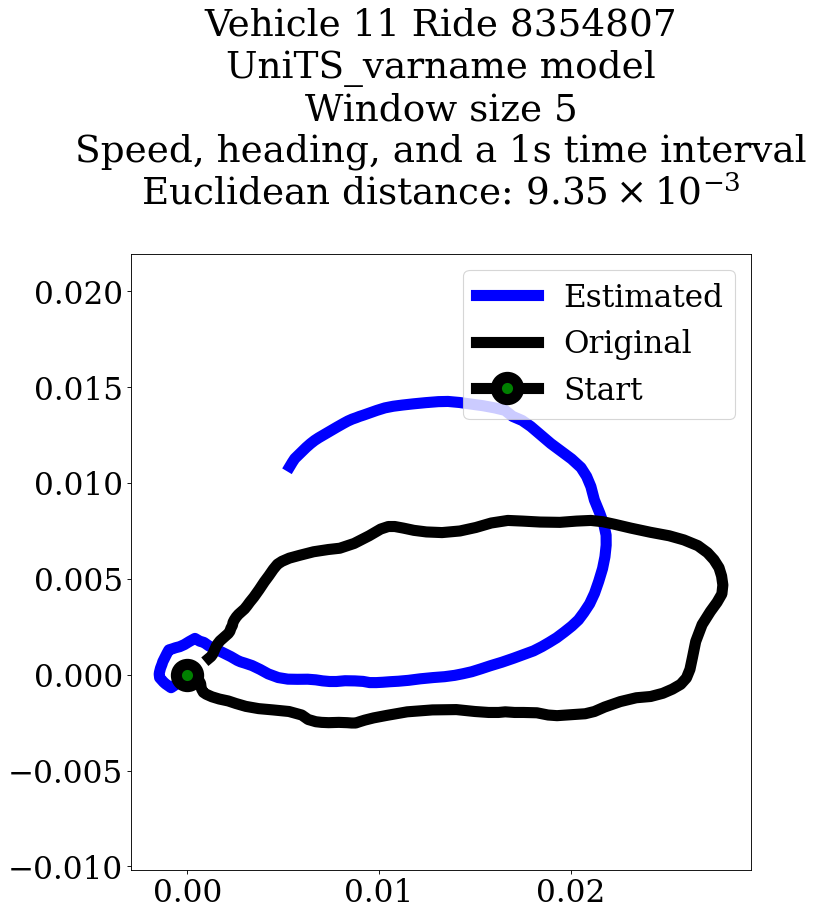 Vehicle 11 Ride 8354807
UniTS_varname model
Window size 5
Speed, heading, and a 1s time interval
Euclidean distance: 9.35 × 10⁻³
Estimated
Original
Start
0.020
0.015
0.010
0.005
0.000
−0.005
−0.010
0.00 0.01 0.02